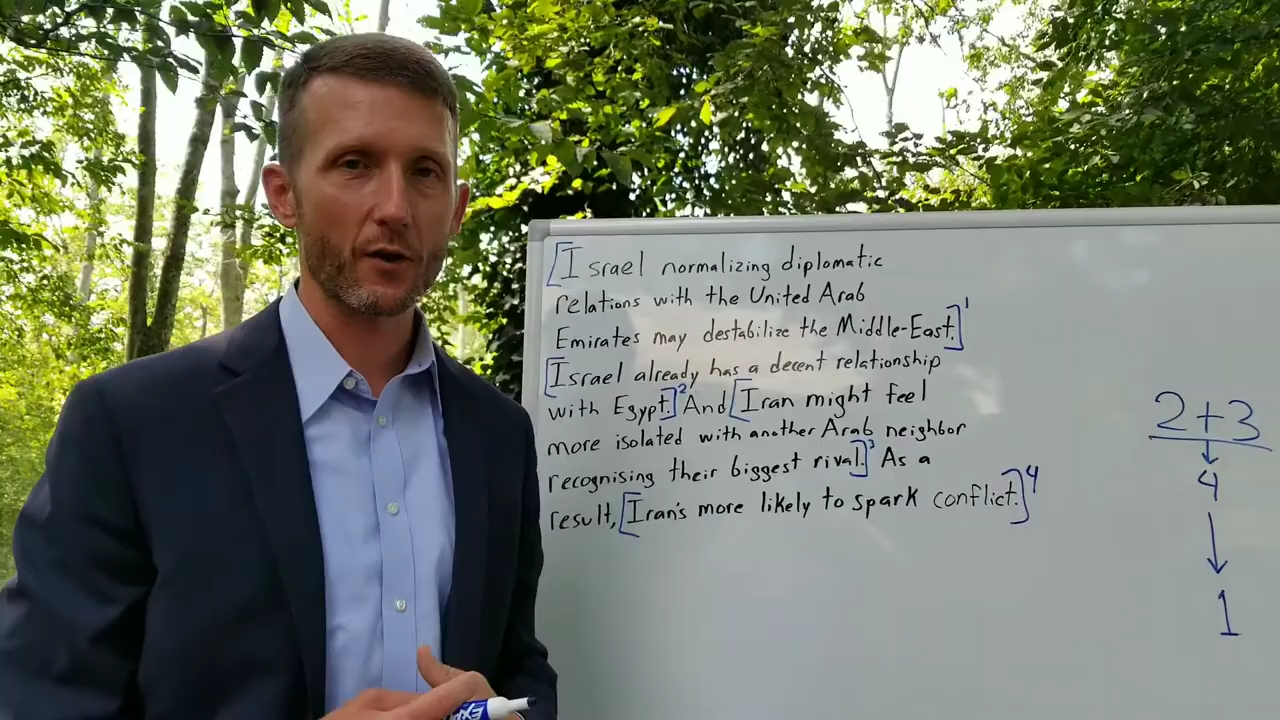 [Israel normalizing diplomatic
relations with the United Arab
Emirates may destabilize the Middle-East.]1
[Israel already has a decent relationship
with Egypt.]2 And [Iran might feel
more isolated with another Arab neighbor
recognising their biggest rival.]3 As a
result, [Iran's more likely to spark conflict.]4
2+3
↓
4
↓
1
EXPO